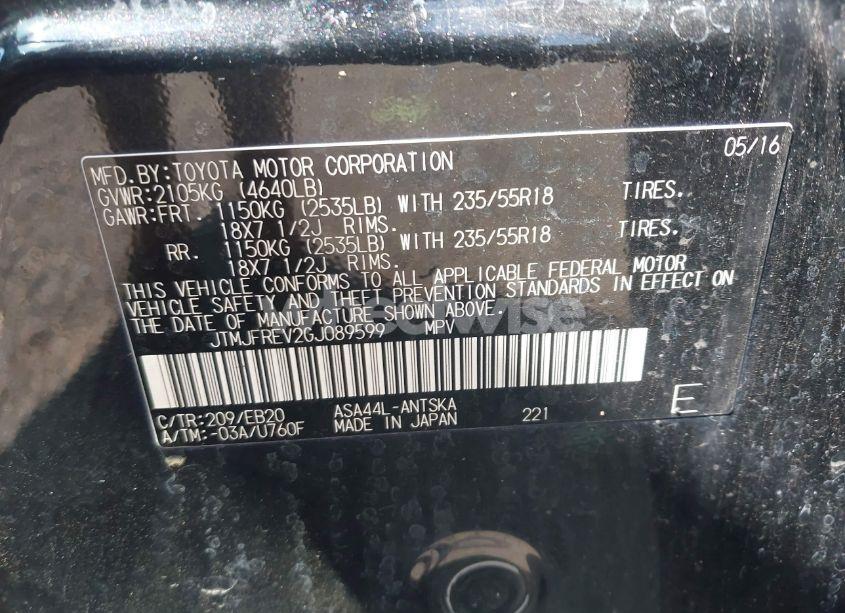 05/16
MFD.BY:TOYOTA MOTOR CORPORATION
GVWR:2105KG (4640LB)
GAWR:FRT. 1150KG (2535LB) WITH 235/55R18 TIRES.
18X7 1/2J RIMS.
RR. 1150KG (2535LB) WITH 235/55R18 TIRES.
18X7 1/2J RIMS.
THIS VEHICLE CONFORMS TO ALL APPLICABLE FEDERAL MOTOR
VEHICLE SAFETY AND THEFT PREVENTION STANDARDS IN EFFECT ON
THE DATE OF MANUFACTURE SHOWN ABOVE.
JTMJFREV2GJ089599 MPV
C/TR:209/EB20 ASA44L-ANTSKA 221 E
A/TM:-03A/U760F MADE IN JAPAN